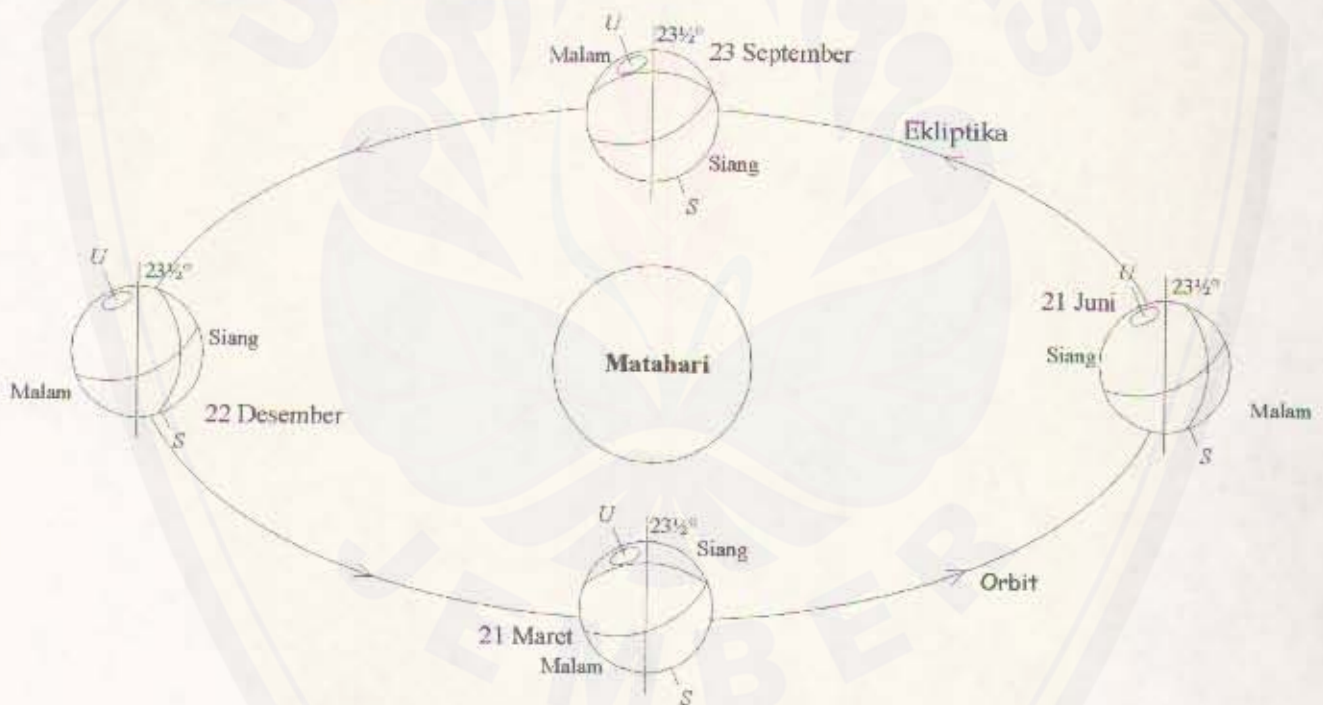 U
23½°
Malam
23 September
Siang
S
Ekliptika
U
23½°
Siang
Malam
22 Desember
S
Matahari
U
23½°
21 Juni
Siang
Malam
S
U
23½°
Siang
21 Maret
Malam
S
Orbit
JEMBER